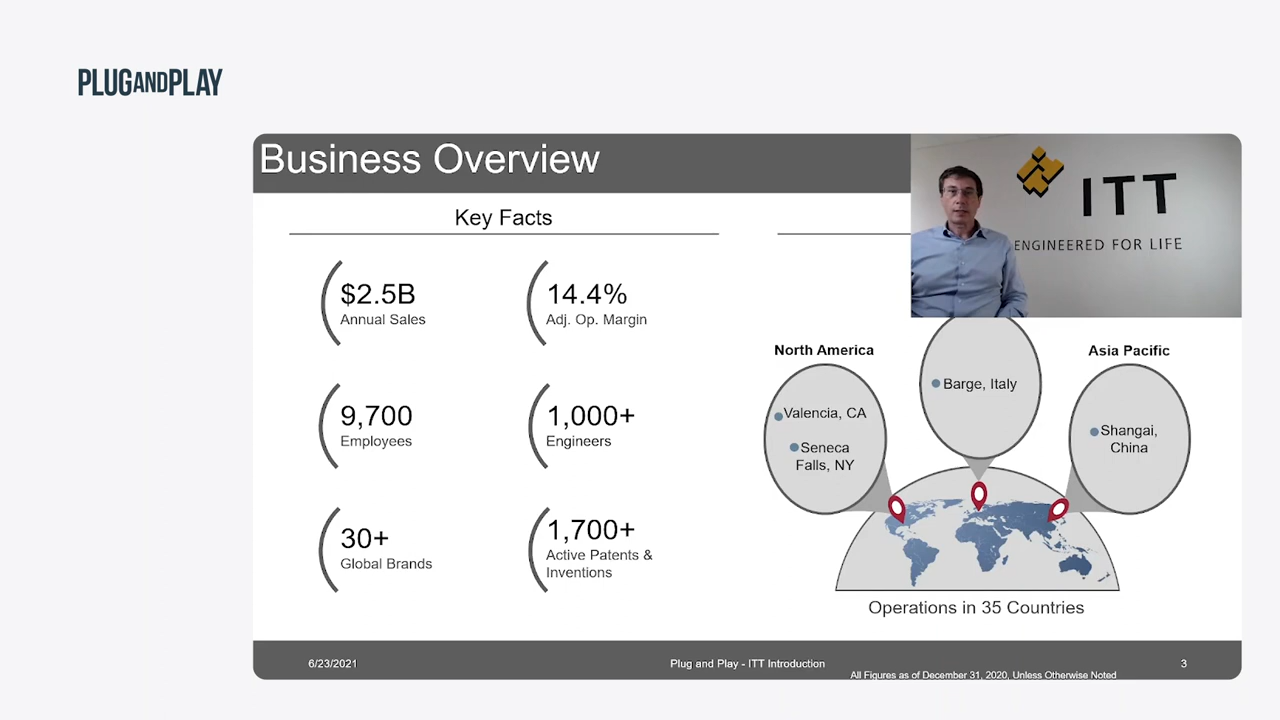 PLUGANDPLAY
Business Overview
ITT
ENGINEERED FOR LIFE
Key Facts
$2.5B
Annual Sales
14.4%
Adj. Op. Margin
9,700
Employees
1,000+
Engineers
30+
Global Brands
1,700+
Active Patents &
Inventions
North America
Valencia, CA
Seneca
Falls, NY
Barge, Italy
Asia Pacific
Shangai,
China
Operations in 35 Countries
6/23/2021
Plug and Play - ITT Introduction
3
All Figures as of December 31, 2020, Unless Otherwise Noted